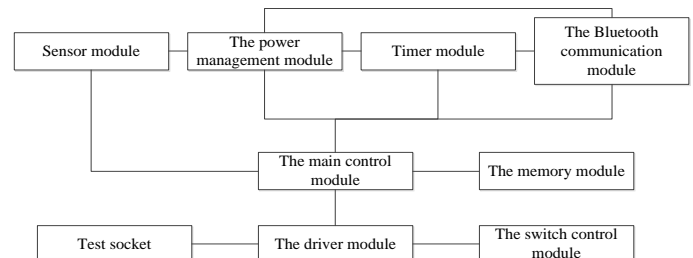 Sensor module
The power
management module
Timer module
The Bluetooth
communication
module
The main control
module
The memory module
Test socket
The driver module
The switch control
module